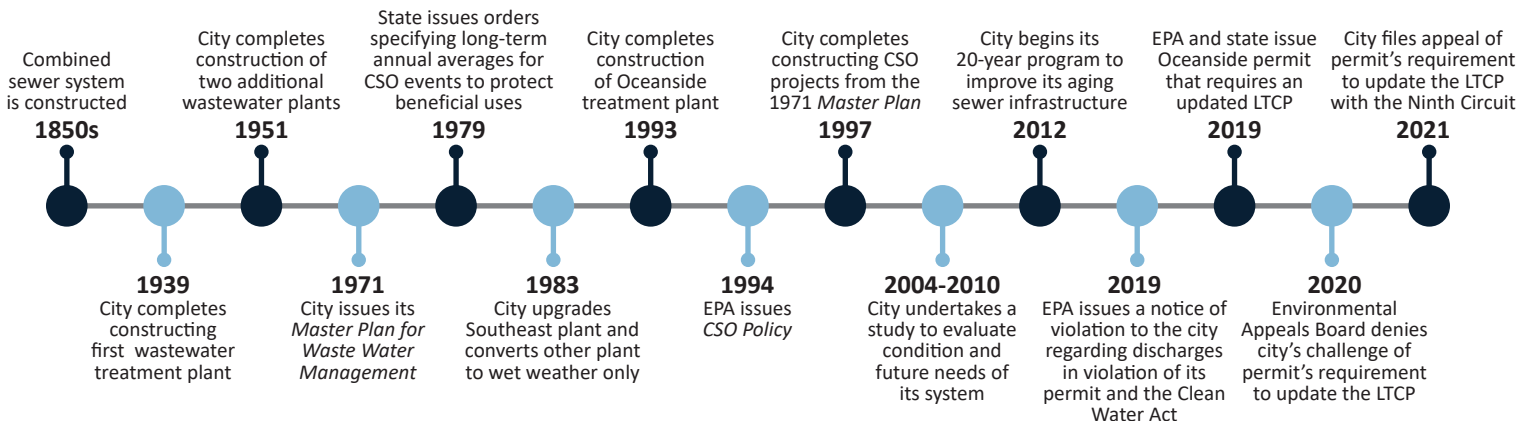 Combined
sewer system
is constructed
1850s
City completes
construction of
two additional
wastewater plants
1951
State issues orders
specifying long-term
annual averages for
CSO events to protect
beneficial uses
1979
City completes
construction
of Oceanside
treatment plant
1993
City completes
constructing CSO
projects from the
1971 Master Plan
1997
City begins its
20-year program to
improve its aging
sewer infrastructure
2012
EPA and state issue
Oceanside permit
that requires an
updated LTCP
2019
City files appeal of
permit's requirement
to update the LTCP
with the Ninth Circuit
2021
1939
City completes
constructing
first wastewater
treatment plant
1971
City issues its
Master Plan for
Waste Water
Management
1983
City upgrades
Southeast plant and
converts other plant
to wet weather only
1994
EPA issues
CSO Policy
2004-2010
City undertakes a
study to evaluate
condition and
future needs of
its system
2019
EPA issues a notice of
violation to the city
regarding discharges
in violation of its
permit and the Clean
Water Act
2020
Environmental
Appeals Board denies
city's challenge of
permit's requirement
to update the LTCP